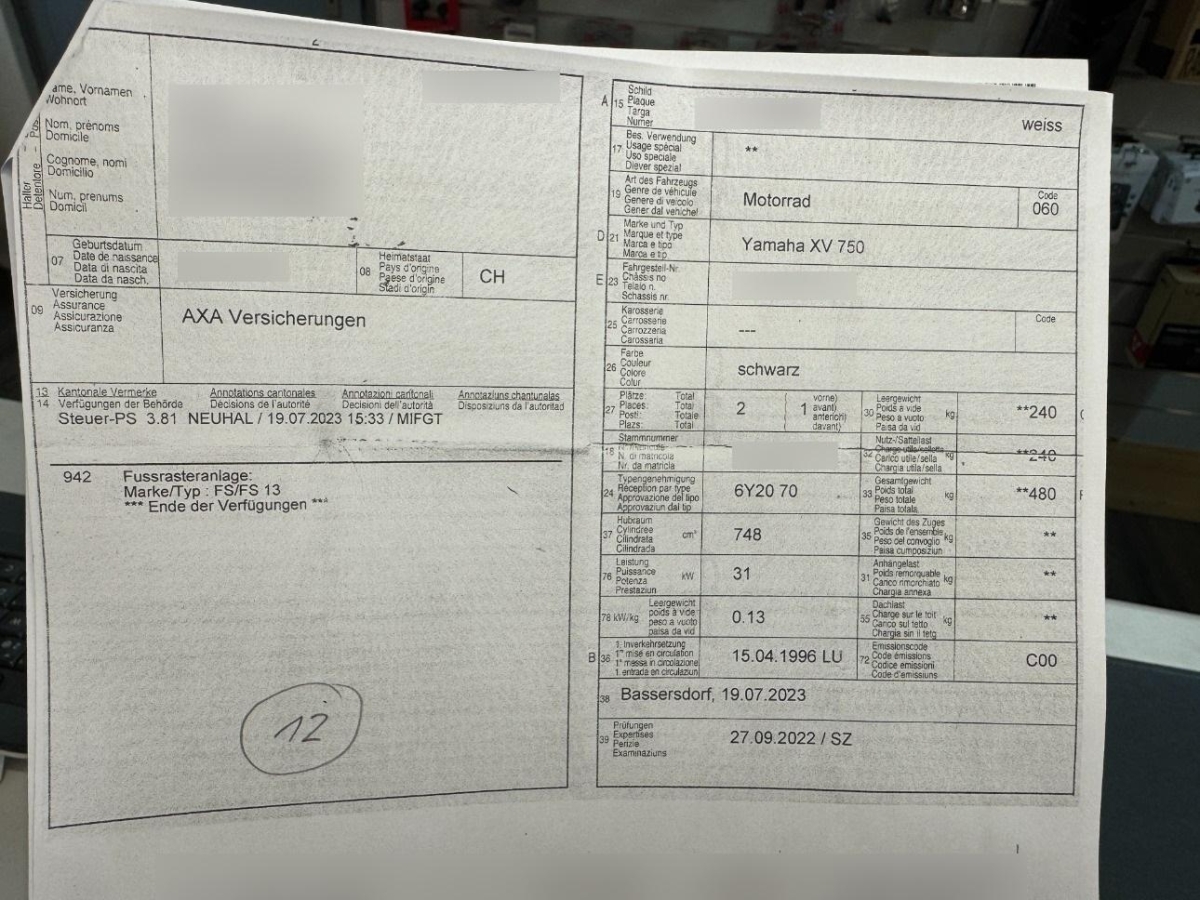 ame, Vornamen
Wohnort
Nom, prénoms
Domicile
Cognome, nomi
Domicilio
Num, prenums
Domicil
07 Geburtsdatum
Date de naissance
Data di nascita
Data da nasch.
08 Heimatstaat
Pays d'origine
Paese d'origine
Stadi d'origin
CH
09 Versicherung
Assurance
Assicurazione
Assicuranza
AXA Versicherungen
13 Kantonale Vermerke Annotations cantonales Annotazioni cantonali Annotaziuns chantunalas
14 Verfügungen der Behörde Décisions de l'autorité Decisioni dell'autorità Disposiziuns da l'autoritad
Steuer-PS 3.81 NEUHAL / 19.07.2023 15:33 / MIFGT
942 Fussrasteranlage:
Marke/Typ : FS/FS 13
*** Ende der Verfügungen ***
12
A 15 Schild
Plaque
Targa
Numer
weiss
17 Bes. Verwendung
Usage spécial
Uso speciale
Diever spezial
**
19 Art des Fahrzeugs
Genre de véhicule
Genere di veicolo
Gener dal vehichel
Motorrad
Code
060
D 21 Marke und Typ
Marque et type
Marca e tipo
Marca e tip
Yamaha XV 750
E 23 Fahrgestell-Nr.
Châssis no
Telaio n.
Schassis nr.
25 Karosserie
Carrosserie
Carrozzeria
Carossaria
---
Code
26 Farbe
Couleur
Colore
Colur
schwarz
27 Plätze: Total
Places: Total
Posti: Totale
Plazs: Total
2
1
vorne)
avant)
anteriori)
davant)
30 Leergewicht
Poids à vide
Peso a vuoto
Paisa da vid
kg
**240
18 Stammnummer
N. di matricola
Nr. da matricla
32 Nutz-/Sattellast
Charge utile/sellette
Carico utile/sella
Chargia utila/sella
kg
**240
24 Typengenehmigung
Réception par type
Approvazione del tipo
Approvaziun dal tip
6Y20 70
33 Gesamtgewicht
Poids total
Peso totale
Paisa totala
kg
**480
37 Hubraum
Cylindrée
Cilindrata
Cilindrada
cm³
748
35 Gewicht des Zuges
Poids de l'ensemble
Peso del convoglio
Paisa cumposiziun
kg
**
76 Leistung
Puissance
Potenza
Prestaziun
kW
31
31 Anhängelast
Poids remorquable
Carico rimorchiato
Chargia annexa
kg
**
78 kW/kg
Leergewicht
poids à vide
peso a vuoto
paisa da vid
0.13
55 Dachlast
Charge sur le toit
Carico sul tetto
Chargia sin il tetg
kg
**
B 36 1. Inverkehrsetzung
1re mise en circulation
1a messa in circolazione
1. entrada en circulaziun
15.04.1996 LU
72 Emissionscode
Code émissions
Codice emissioni
Code d'emissiuns
C00
38 Bassersdorf, 19.07.2023
39 Prüfungen
Expertises
Perizie
Examinaziuns
27.09.2022 / SZ